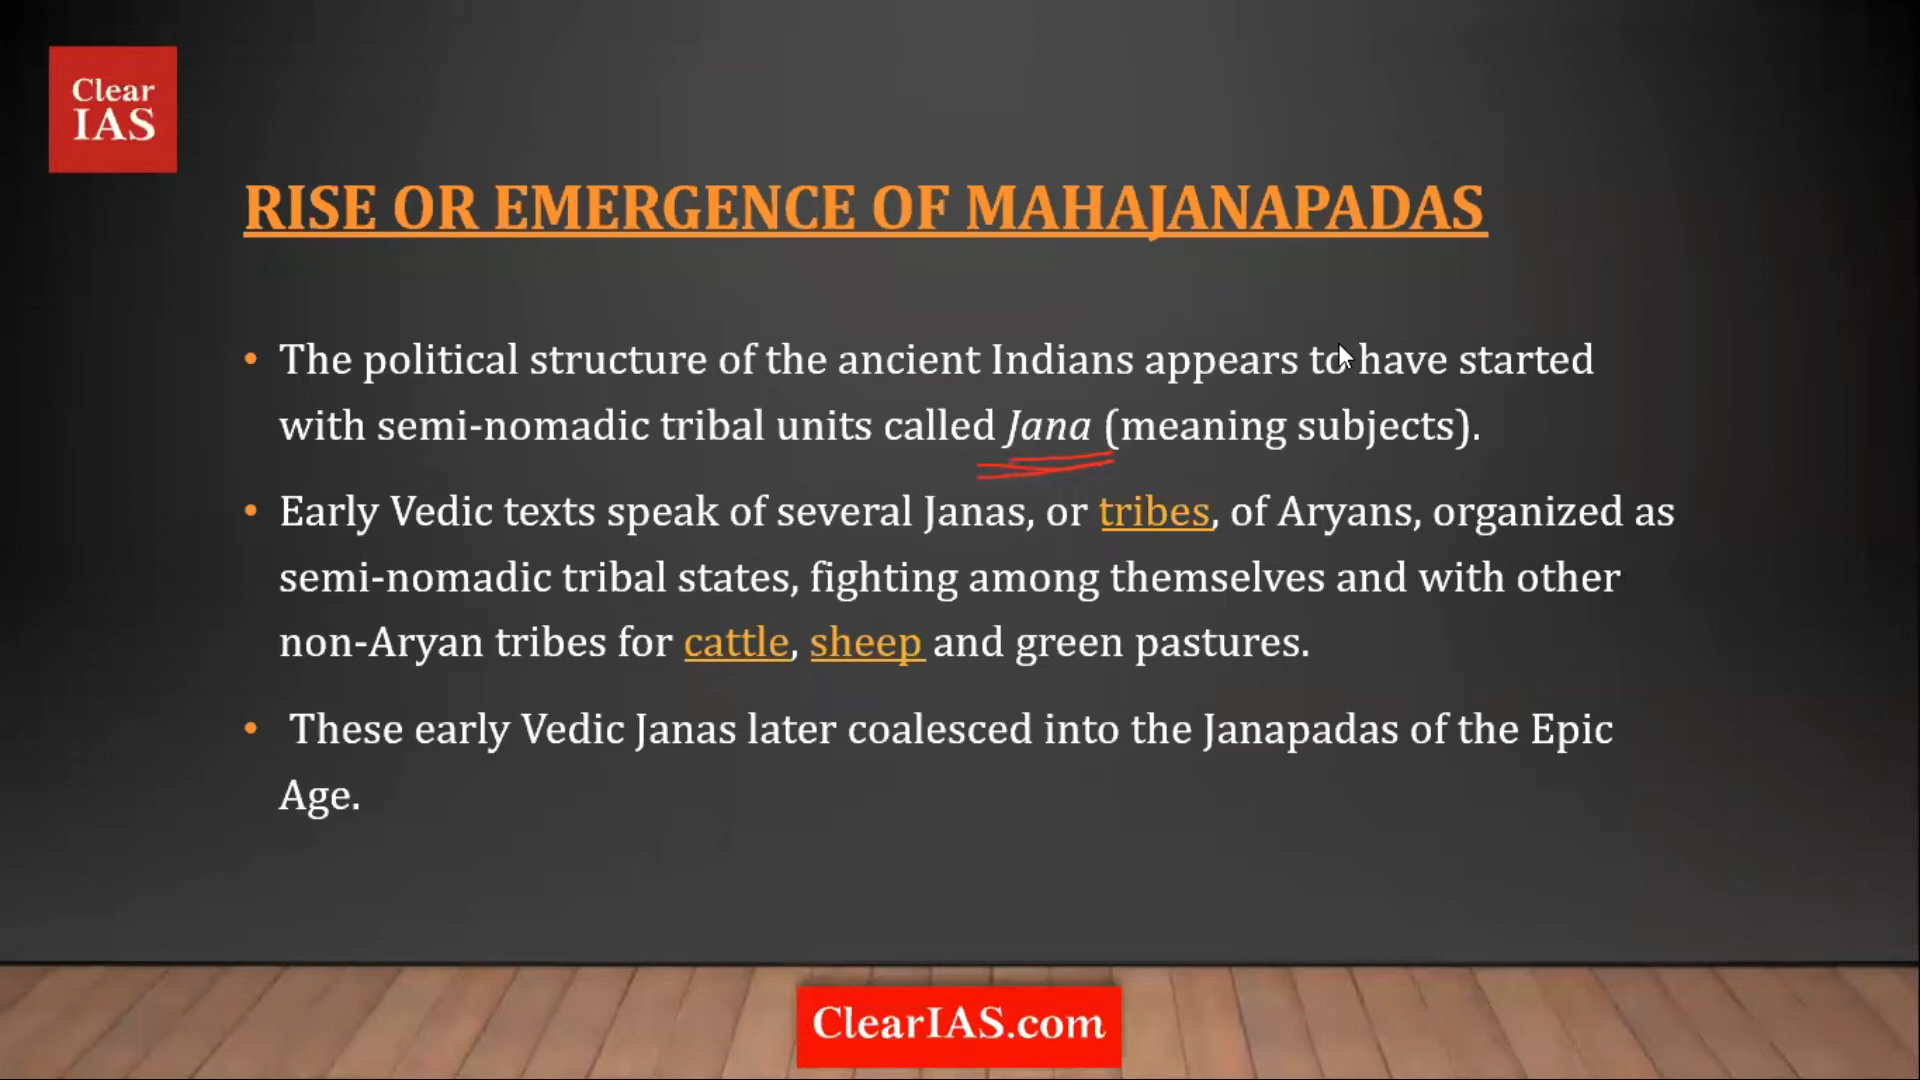 Clear
IAS
RISE OR EMERGENCE OF MAHAJANAPADAS
• The political structure of the ancient Indians appears to have started
with semi-nomadic tribal units called Jana (meaning subjects).
• Early Vedic texts speak of several Janas, or tribes, of Aryans, organized as
semi-nomadic tribal states, fighting among themselves and with other
non-Aryan tribes for cattle, sheep and green pastures.
• These early Vedic Janas later coalesced into the Janapadas of the Epic
Age.
ClearIAS.com